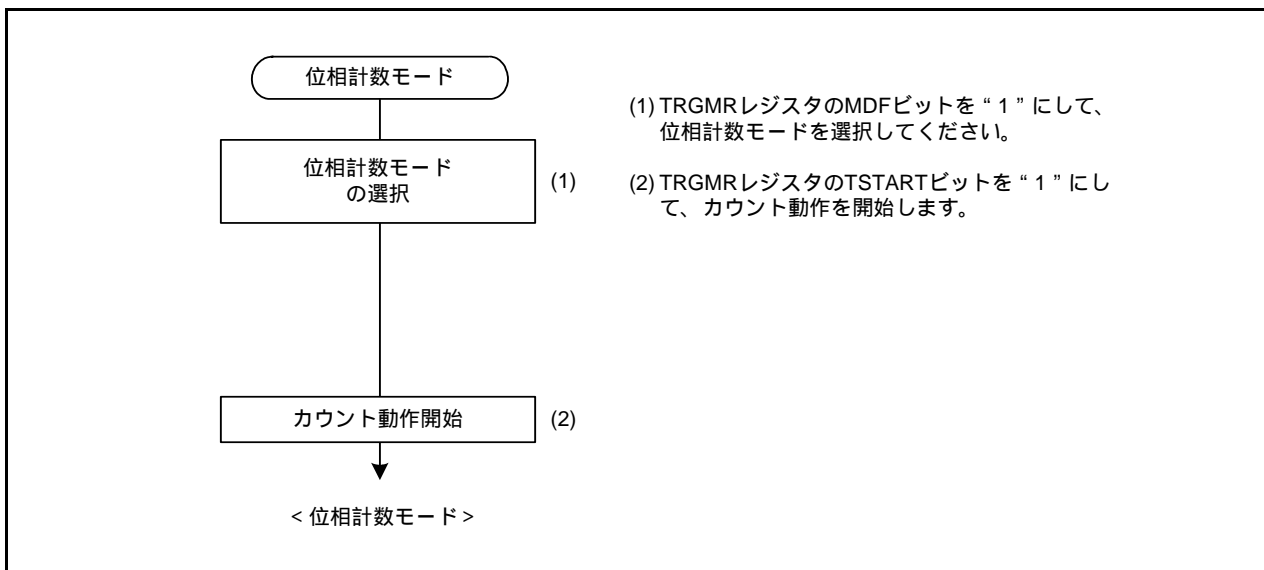 位相計数モード
位相計数モード
の選択
(1)
カウント動作開始
(2)
< 位相計数モード >
(1) TRGMRレジスタのMDFビットを“ 1 ”にして、
位相計数モードを選択してください。
(2) TRGMRレジスタのTSTARTビットを“ 1 ”にし
て、カウント動作を開始します。